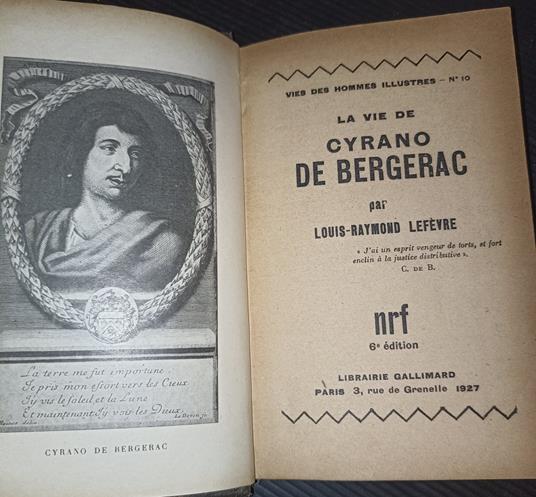 La terre me fut importune
Je pris mon essort vers les Cieux
J'y vis le soleil, et la Lune
Et maintenant J'y vois les Dieux
CYRANO DE BERGERAC
VIES DES HOMMES ILLUSTRES – N° 10
LA VIE DE
CYRANO
DE BERGERAC
par
LOUIS-RAYMOND LEFÈVRE
« J'ai un esprit vengeur de torts, et fort
enclin à la justice distributive ».
C. DE B.
nrf
6e édition
LIBRAIRIE GALLIMARD
PARIS 3, rue de Grenelle 1927